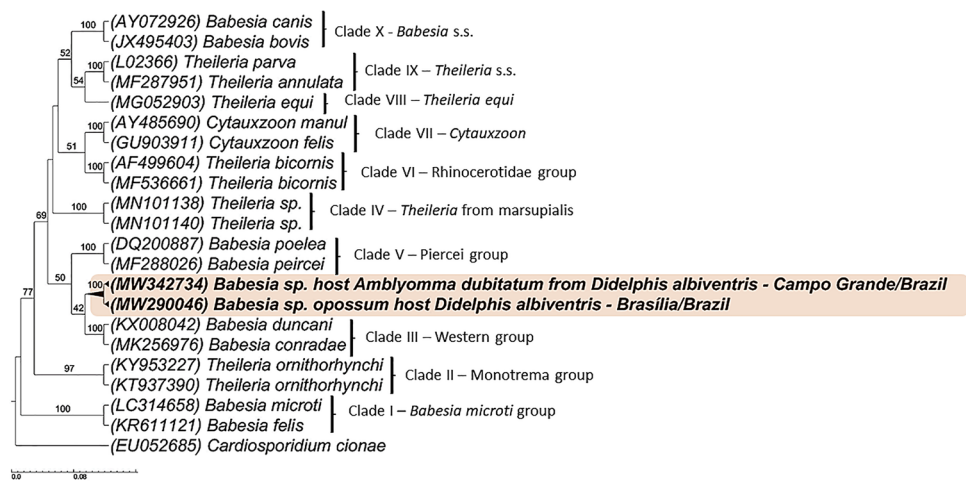 100 (AY072926) Babesia canis
(JX495403) Babesia bovis
Clade X - Babesia s.s.
52
100 (L02366) Theileria parva
(MF287951) Theileria annulata
Clade IX – Theileria s.s.
54
(MG052903) Theileria equi
Clade VIII – Theileria equi
100 (AY485690) Cytauxzoon manul
(GU903911) Cytauxzoon felis
Clade VII – Cytauxzoon
51
100 (AF499604) Theileria bicornis
(MF536661) Theileria bicornis
Clade VI – Rhinocerotidae group
100 (MN101138) Theileria sp.
(MN101140) Theileria sp.
Clade IV – Theileria from marsupialis
69
100 (DQ200887) Babesia poelea
(MF288026) Babesia peircei
Clade V – Piercei group
50
100 (MW342734) Babesia sp. host Amblyomma dubitatum from Didelphis albiventris - Campo Grande/Brazil
(MW290046) Babesia sp. opossum host Didelphis albiventris - Brasília/Brazil
77
42
100 (KX008042) Babesia duncani
(MK256976) Babesia conradae
Clade III – Western group
97 (KY953227) Theileria ornithorhynchi
(KT937390) Theileria ornithorhynchi
Clade II – Monotrema group
100 (LC314658) Babesia microti
(KR611121) Babesia felis
Clade I – Babesia microti group
(EU052685) Cardiosporidium cionae
0.0 0.08